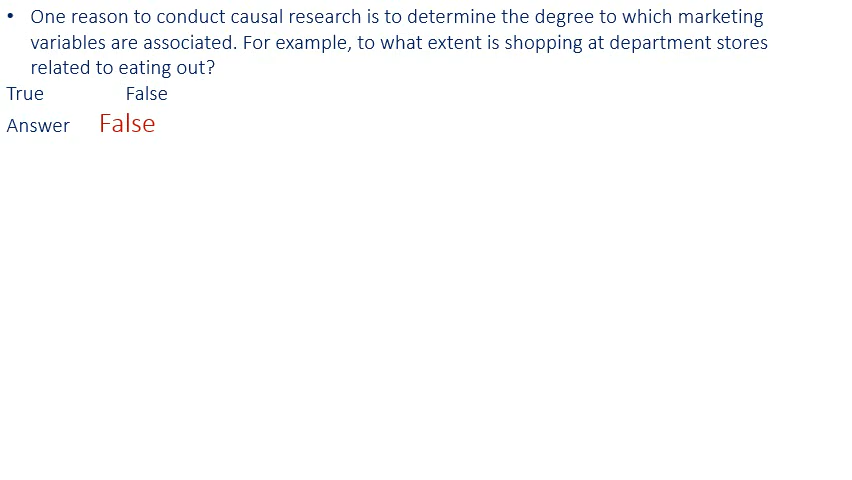 • One reason to conduct causal research is to determine the degree to which marketing
variables are associated. For example, to what extent is shopping at department stores
related to eating out?
True False
Answer False